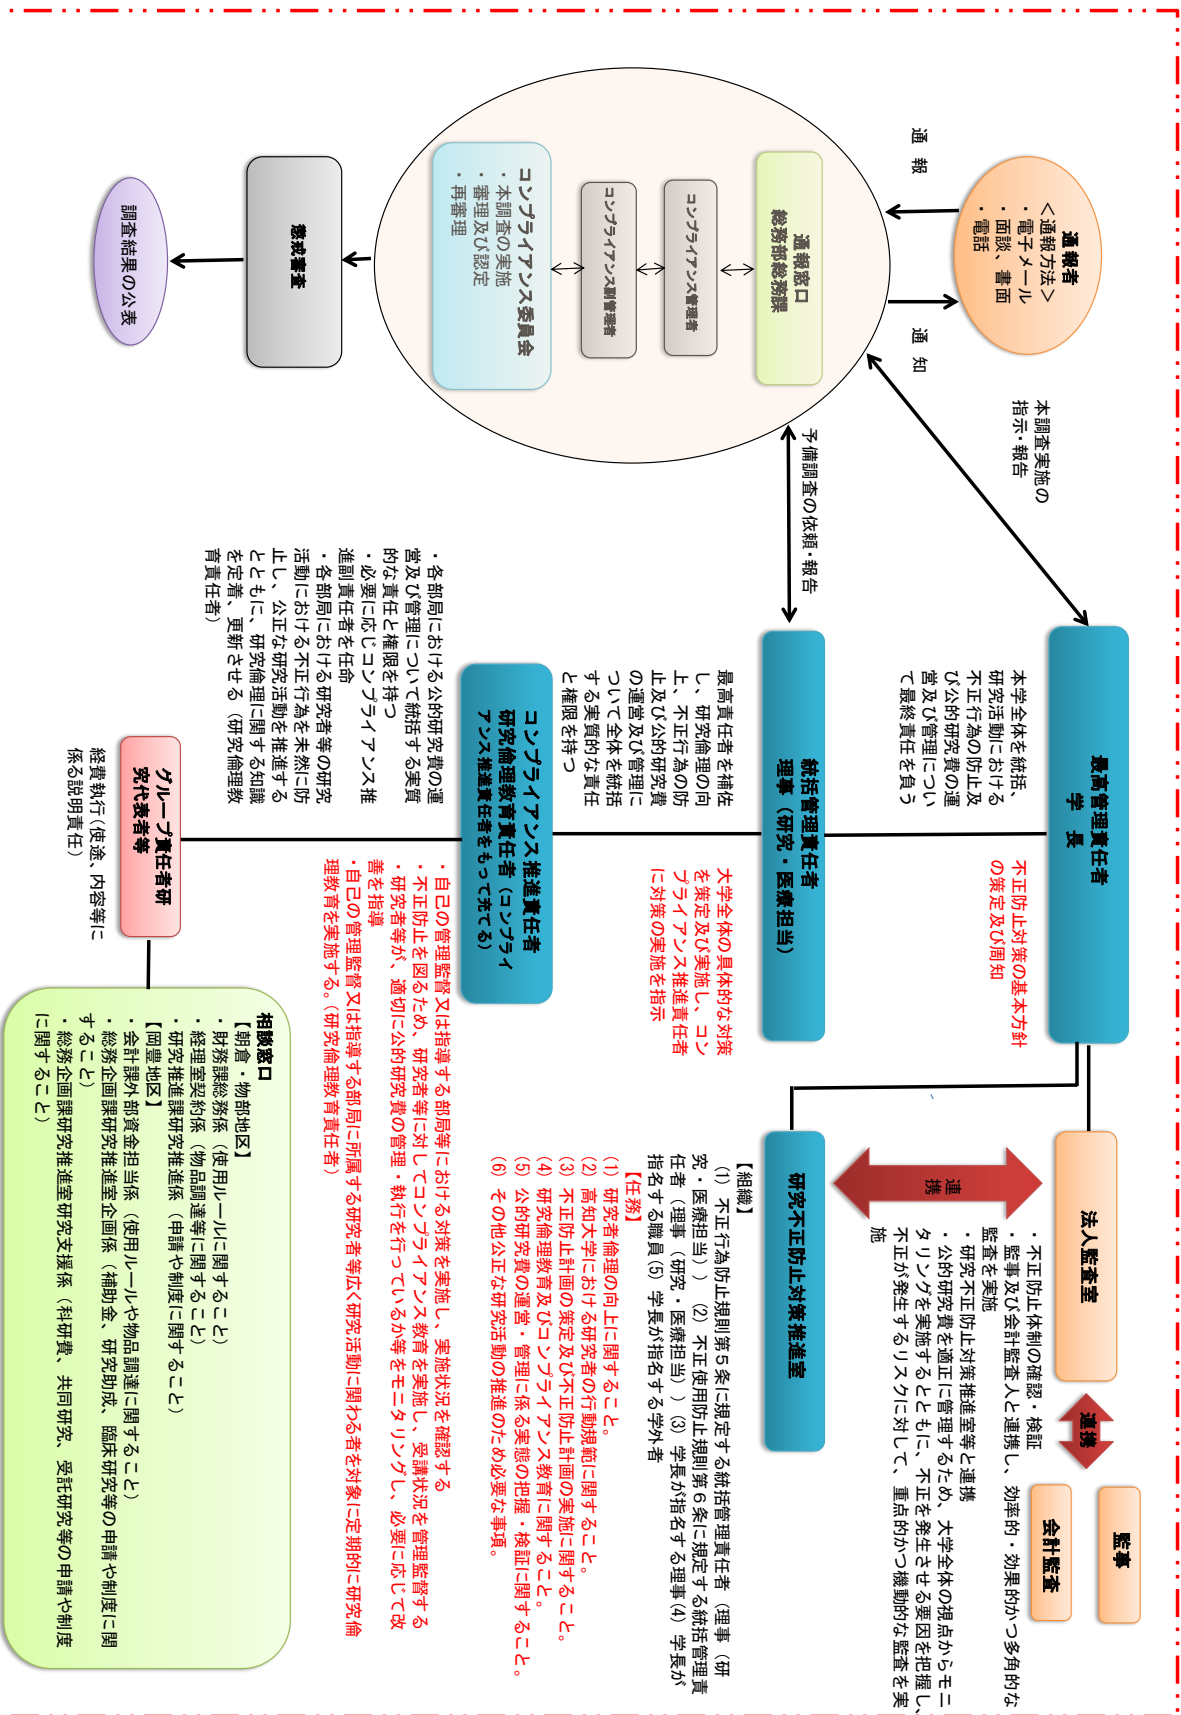 通報者
＜通報方法＞
・電子メール
・面談、書面
・電話
通 報
通 知
通報窓口
総務部総務課
コンプライアンス管理者
コンプライアンス副管理者
コンプライアンス委員会
・本調査の実施
・審理及び認定
・再審理
懲戒審査
調査結果の公表
本調査実施の
指示・報告
予備調査の依頼・報告
最高管理責任者
学 長
本学全体を統括、
研究活動における
不正行為の防止及
び公的研究費の運
営及び管理につい
て最終責任を負う
不正防止対策の基本方針
の策定及び周知
統括管理責任者
理事（研究・医療担当）
最高責任者を補佐
し、研究倫理の向
上、不正行為の防
止及び公的研究費
の運営及び管理に
ついて全体を統括
する実質的な責任
と権限を持つ
大学全体の具体的な対策
を策定及び実施し、コン
プライアンス推進責任者
に対策の実施を指示
コンプライアンス推進責任者
研究倫理教育責任者（コンプライ
アンス推進責任者をもって充てる）
・各部局における公的研究費の運
営及び管理について統括する実質
的な責任と権限を持つ
・必要に応じコンプライアンス推
進副責任者を任命
・各部局における研究者等の研究
活動における不正行為を未然に防
止し、公正な研究活動を推進する
とともに、研究倫理に関する知識
を定着、更新させる（研究倫理教
育責任者）
・自己の管理監督又は指導する部局等における対策を実施し、実施状況を確認する
・不正防止を図るため、研究者等に対してコンプライアンス教育を実施し、受講状況を管理監督する
・研究者等が、適切に公的研究費の管理・執行を行っているか等をモニタリングし、必要に応じて改
善を指導
・自己の管理監督又は指導する部局に所属する研究者等広く研究活動に関わる者を対象に定期的に研究倫
理教育を実施する。（研究倫理教育責任者）
グループ責任者研
究代表者等
経費執行（使途、内容等に
係る説明責任）
法人監査室
連携
監事
会計監査
・不正防止体制の確認・検証
・監事及び会計監査人と連携し、効率的・効果的かつ多角的な
監査を実施
・研究不正防止対策推進室等と連携
・公的研究費を適正に管理するため、大学全体の視点からモニ
タリングを実施するとともに、不正を発生させる要因を把握し、
不正が発生するリスクに対して、重点的かつ機動的な監査を実
施
連
携
研究不正防止対策推進室
【組織】
（1）不正行為防止規則第５条に規定する統括管理責任者（理事（研
究・医療担当））（2）不正使用防止規則第６条に規定する統括管理責
任者（理事（研究・医療担当））（3）学長が指名する理事(4）学長が
指名する職員(5）学長が指名する学外者
【任務】
(1）研究者倫理の向上に関すること。
(2）高知大学における研究者の行動規範に関すること。
(3）不正防止計画の策定及び不正防止計画の実施に関すること。
(4）研究倫理教育及びコンプライアンス教育に関すること。
(5）公的研究費の運営・管理に係る実態の把握・検証に関すること。
(6）その他公正な研究活動の推進のため必要な事項。
相談窓口
【朝倉・物部地区】
・財務課総務係（使用ルールに関すること）
・経理室契約係（物品調達等に関すること）
・研究推進課研究推進係（申請や制度に関すること）
【岡豊地区】
・会計課外部資金担当係（使用ルールや物品調達に関すること）
・総務企画課研究推進室企画係（補助金、研究助成、臨床研究等の申請や制度に関
すること）
・総務企画課研究推進室研究支援係（科研費、共同研究、受託研究等の申請や制度
に関すること）